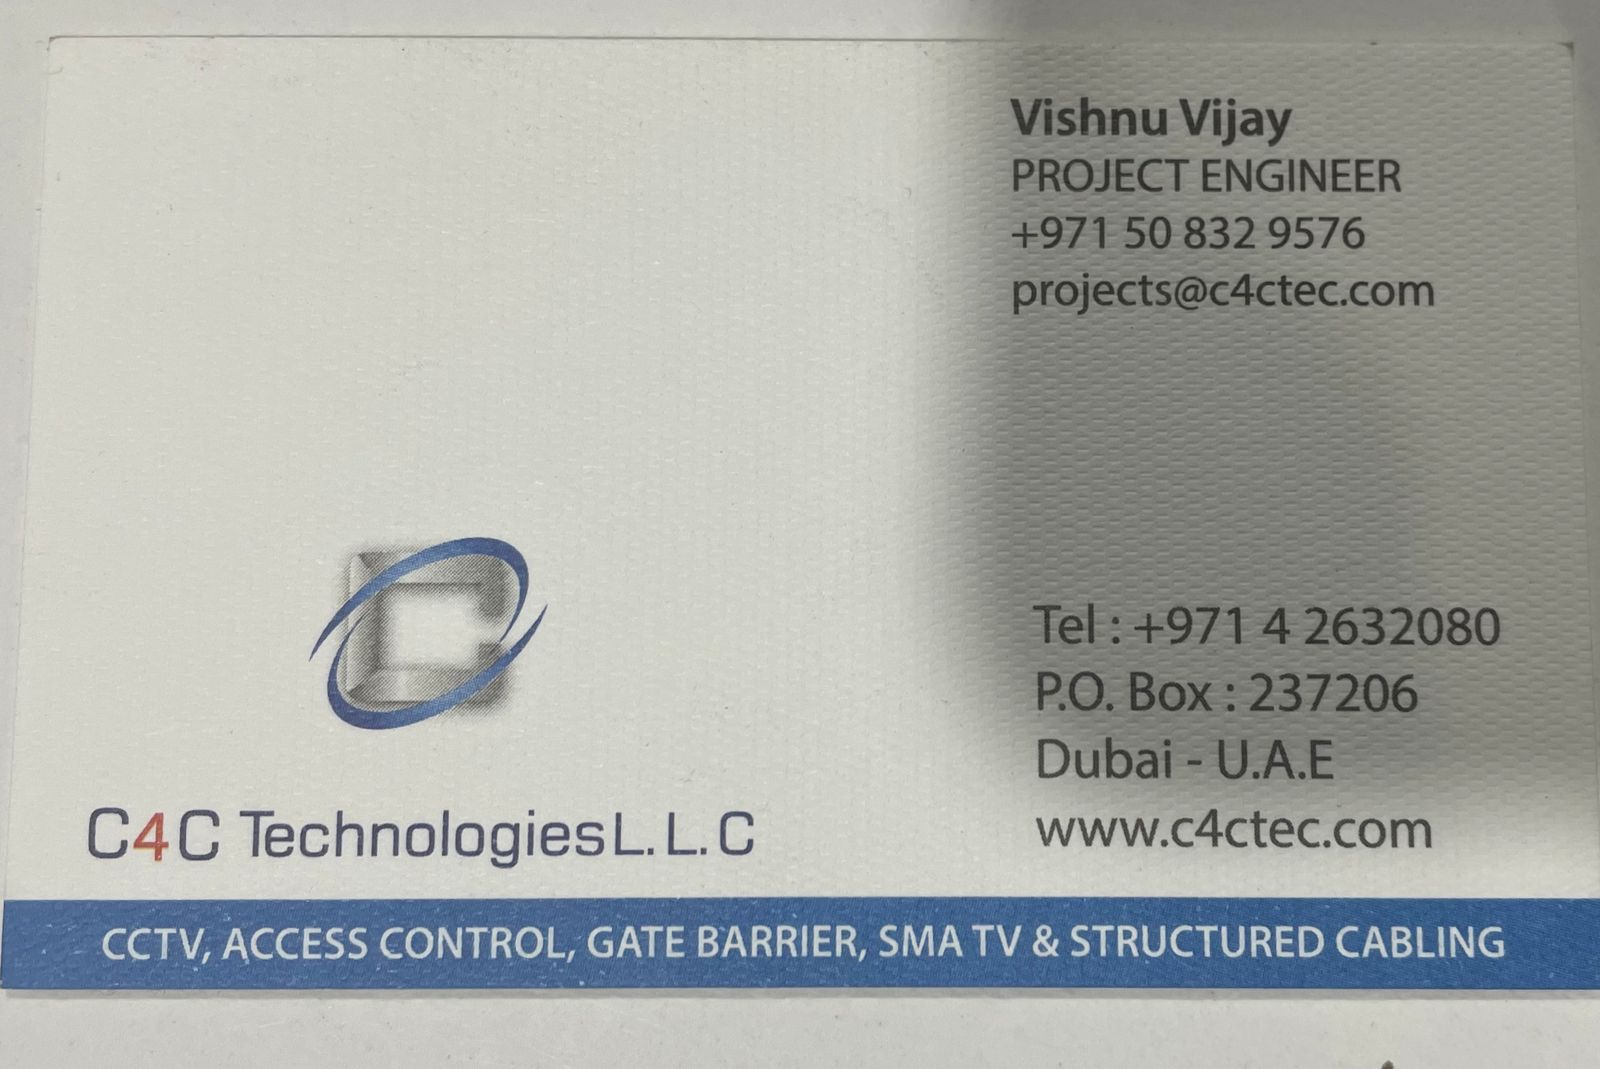 Vishnu Vijay
PROJECT ENGINEER
+971 50 832 9576
projects@c4ctec.com
Tel : +971 4 2632080
P.O. Box : 237206
Dubai - U.A.E
www.c4ctec.com
C4C Technologies L. L. C
CCTV, ACCESS CONTROL, GATE BARRIER, SMA TV & STRUCTURED CABLING